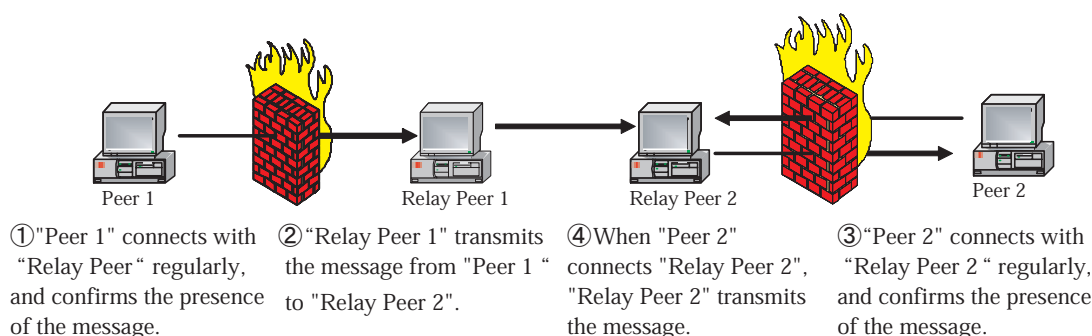 Peer 1
Relay Peer 1
Relay Peer 2
Peer 2
①"Peer 1" connects with
“Relay Peer“ regularly,
and confirms the presence
of the message.
②“Relay Peer 1" transmits
the message from "Peer 1 “
to "Relay Peer 2".
④When "Peer 2"
connects "Relay Peer 2",
"Relay Peer 2" transmits
the message.
③“Peer 2" connects with
“Relay Peer 2 “ regularly,
and confirms the presence
of the message.